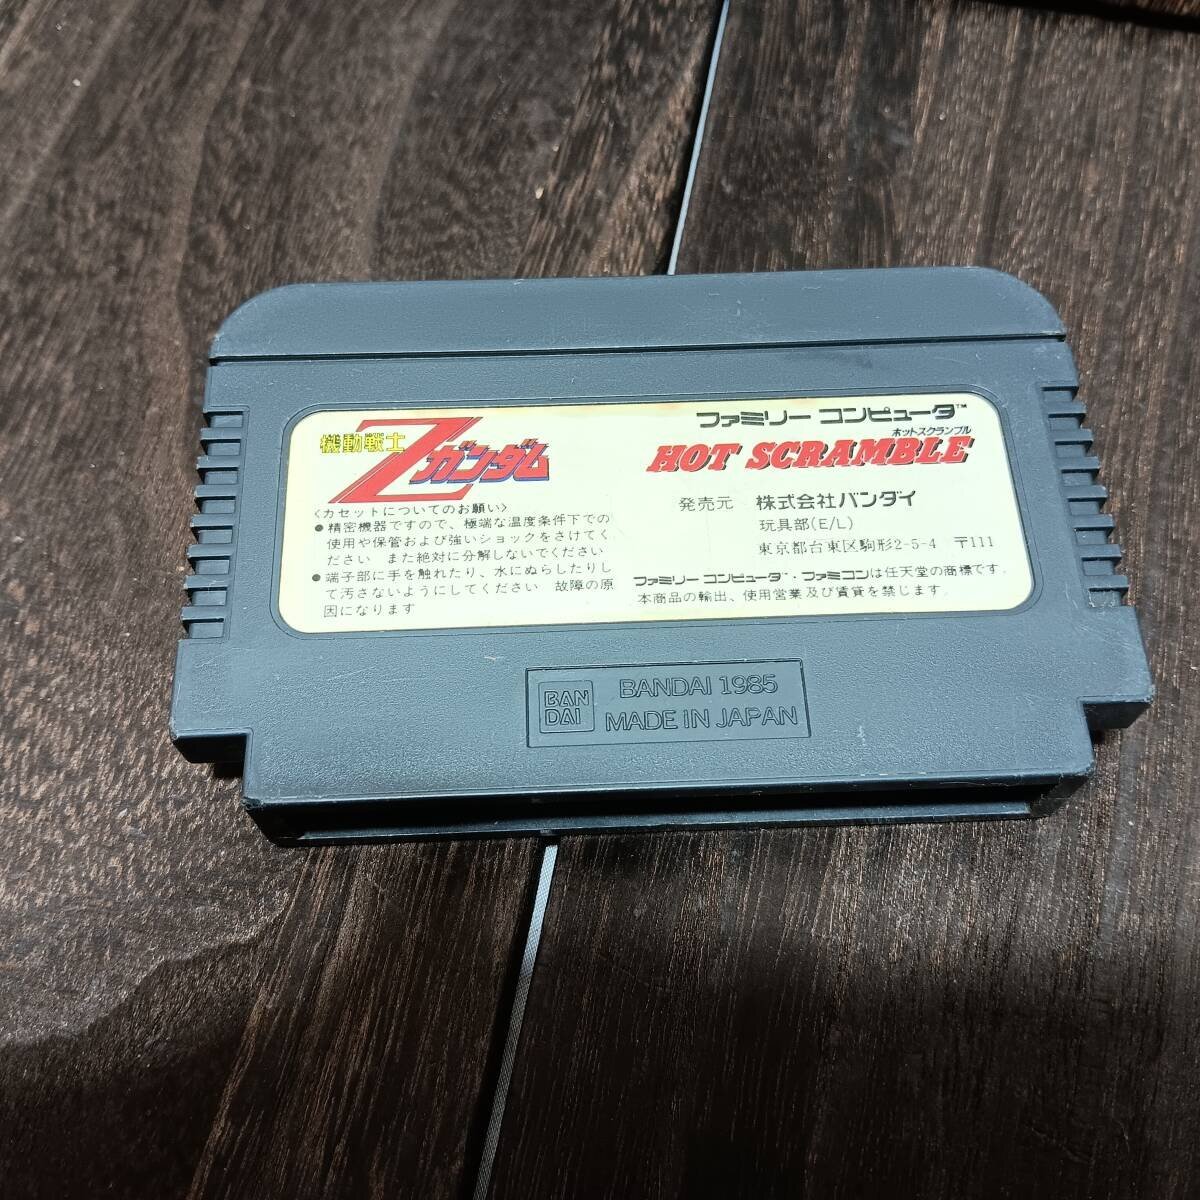 機動戦士
Zガンダム
ファミリー コンピュータ™
ホットスクランブル
HOT SCRAMBLE
〈カセットについてのお願い〉
●精密機器ですので、極端な温度条件下での
使用や保管および強いショックをさけてく
ださい　また絶対に分解しないでください
●端子部に手を触れたり、水にぬらしたりし
て汚さないようにしてください　故障の原
因になります
発売元　株式会社バンダイ
玩具部(E/L)
東京都台東区駒形2-5-4　〒111
ファミリー コンピュータ™・ファミコンは任天堂の商標です。
本商品の輸出、使用営業及び賃貸を禁じます。
BAN
DAI
BANDAI 1985
MADE IN JAPAN